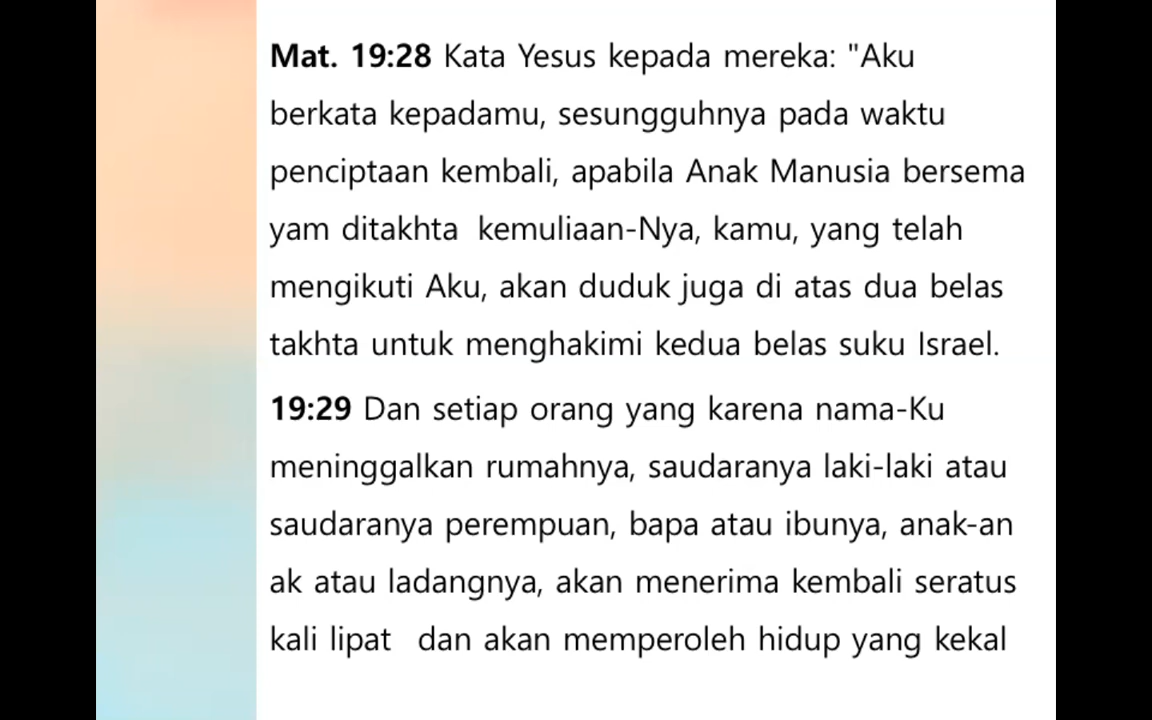 Mat. 19:28 Kata Yesus kepada mereka: "Aku
berkata kepadamu, sesungguhnya pada waktu
penciptaan kembali, apabila Anak Manusia bersema
yam ditakhta kemuliaan-Nya, kamu, yang telah
mengikuti Aku, akan duduk juga di atas dua belas
takhta untuk menghakimi kedua belas suku Israel.
19:29 Dan setiap orang yang karena nama-Ku
meninggalkan rumahnya, saudaranya laki-laki atau
saudaranya perempuan, bapa atau ibunya, anak-an
ak atau ladangnya, akan menerima kembali seratus
kali lipat dan akan memperoleh hidup yang kekal